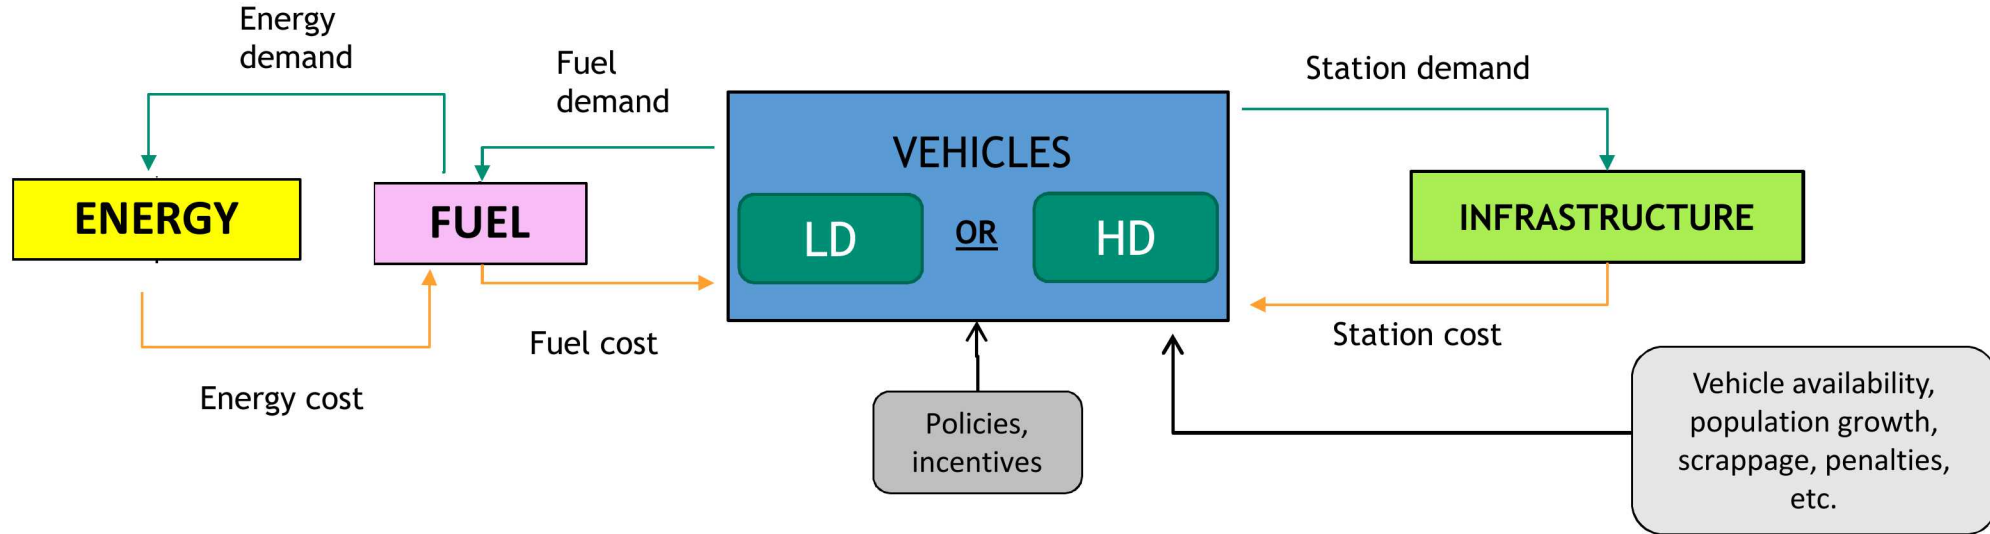 Energy
demand
Fuel
demand
Station demand
ENERGY
FUEL
VEHICLES
LD
OR
HD
INFRASTRUCTURE
Energy cost
Fuel cost
Station cost
Policies,
incentives
Vehicle availability,
population growth,
scrappage, penalties,
etc.